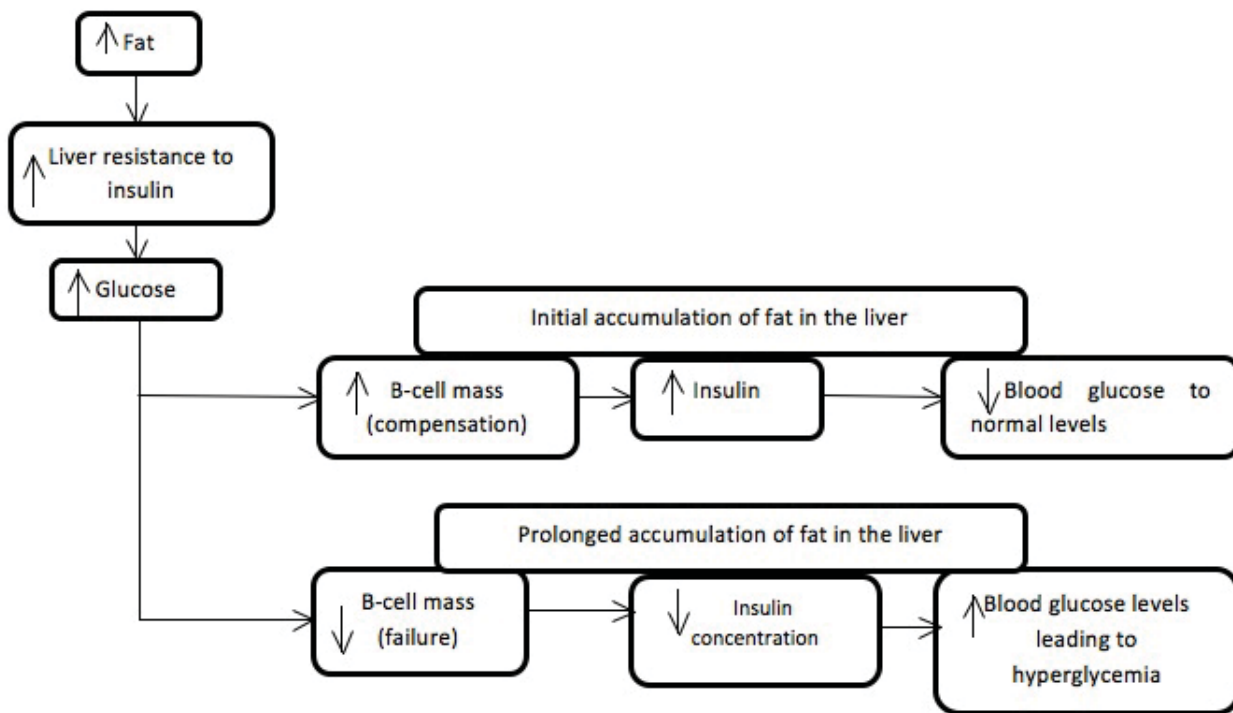 Fat
Liver resistance to
insulin
Glucose
Initial accumulation of fat in the liver
B-cell mass
(compensation)
Insulin
Blood glucose to
normal levels
Prolonged accumulation of fat in the liver
B-cell mass
(failure)
Insulin
concentration
Blood glucose levels
leading to
hyperglycemia